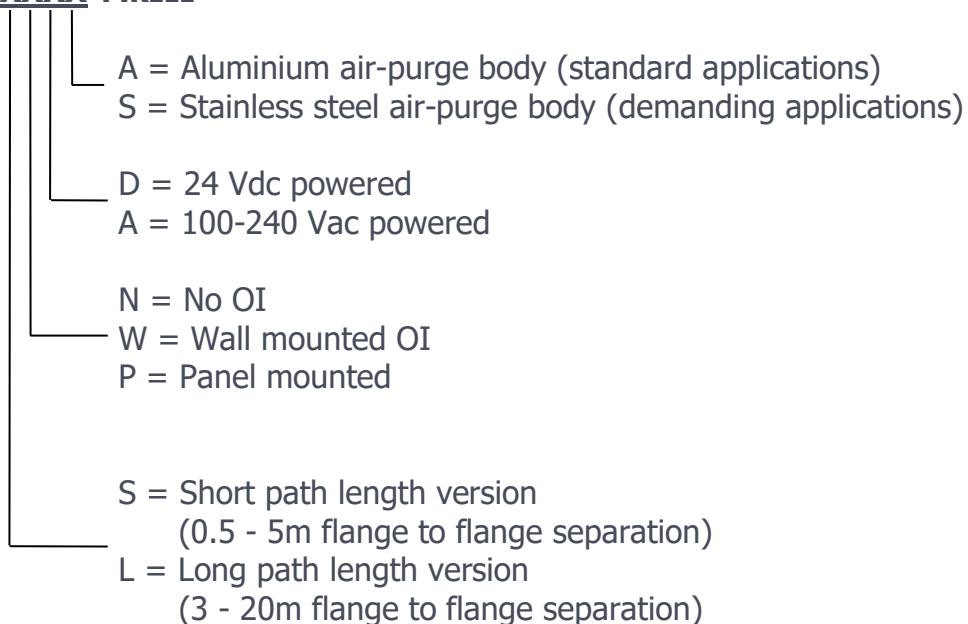 A = Aluminium air-purge body (standard applications)
S = Stainless steel air-purge body (demanding applications)
D = 24 Vdc powered
A = 100-240 Vac powered
N = No OI
W = Wall mounted OI
P = Panel mounted
S = Short path length version
(0.5 - 5m flange to flange separation)
L = Long path length version
(3 - 20m flange to flange separation)